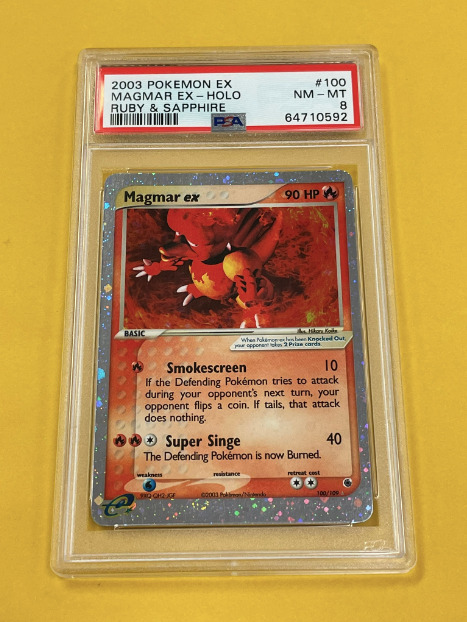 2003 POKEMON EX #100
MAGMAR EX-HOLO NM-MT
RUBY & SAPPHIRE 8
PSA 64710592
Magmar ex 90 HP
Illus. Hikaru Koike
BASIC
When Pokémon-ex has been Knocked Out,
your opponent takes 2 Prize cards.
Smokescreen 10
If the Defending Pokémon tries to attack
during your opponent's next turn, your
opponent flips a coin. If tails, that attack
does nothing.
Super Singe 40
The Defending Pokémon is now Burned.
weakness resistance retreat cost
©2003 Pokémon/Nintendo 100/109
e